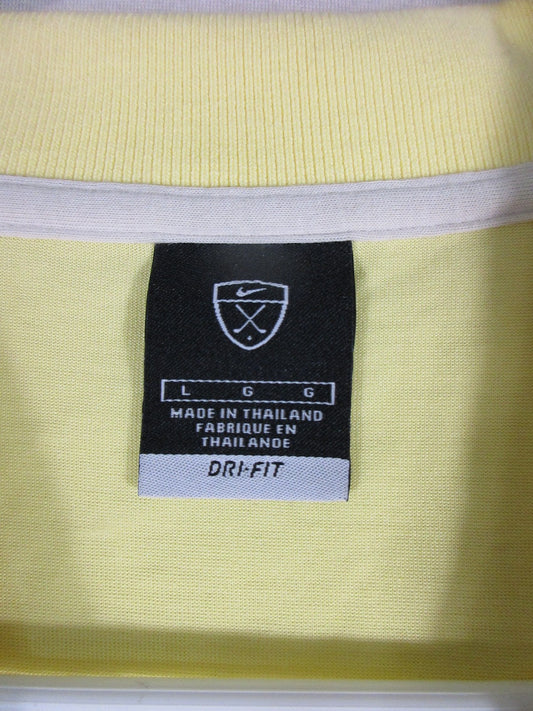 L G G
MADE IN THAILAND
FABRIQUE EN
THAILANDE
DRI-FIT